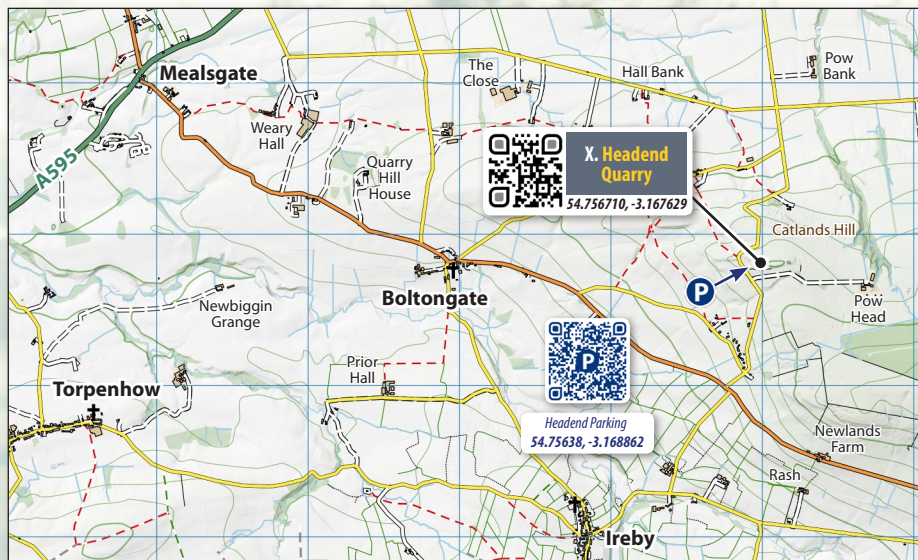 Mealsgate
A595
The
Close
Hall Bank
Pow
Bank
Weary
Hall
Quarry
Hill
House
X. Headend
Quarry
54.756710, -3.167629
Catlands Hill
P
Pow
Head
Boltongate
Newbiggin
Grange
P
Headend Parking
54.75638, -3.168862
Prior
Hall
Torpenhow
Newlands
Farm
Rash
Ireby